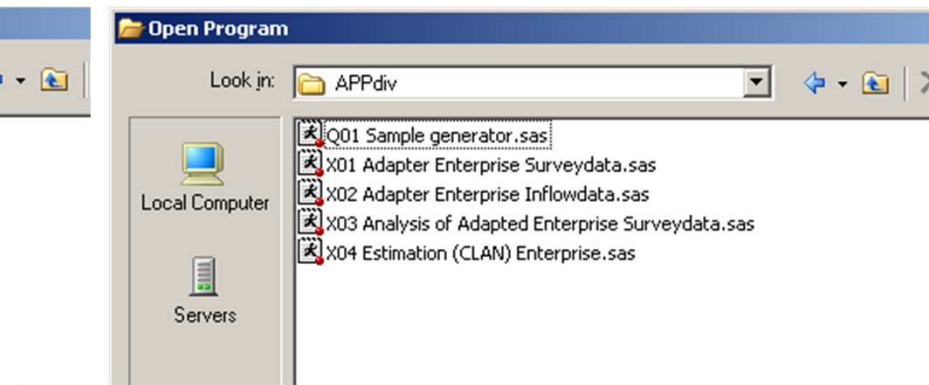 Open Program
Look in:
APPdiv
Q01 Sample generator.sas
X01 Adapter Enterprise Surveydata.sas
X02 Adapter Enterprise Inflowdata.sas
X03 Analysis of Adapted Enterprise Surveydata.sas
X04 Estimation (CLAN) Enterprise.sas
Local Computer
Servers